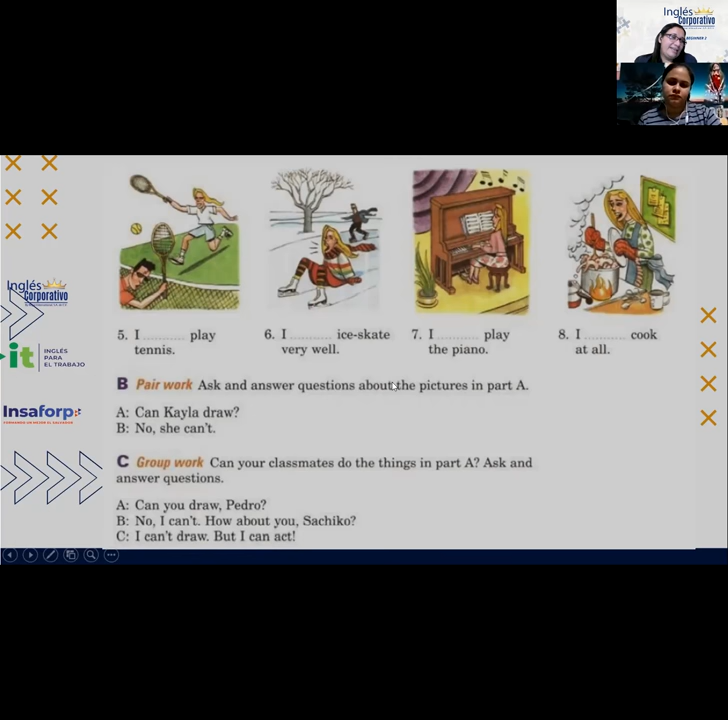 Inglés
Corporativo
BEGINNER 2
Inglés
Corporativo
it
INGLÉS
PARA
EL TRABAJO
Insaforp
5. I ........... play
tennis.
6. I ........... ice-skate
very well.
7. I ........... play
the piano.
8. I ........... cook
at all.
B Pair work Ask and answer questions about the pictures in part A.
A: Can Kayla draw?
B: No, she can't.
C Group work Can your classmates do the things in part A? Ask and
answer questions.
A: Can you draw, Pedro?
B: No, I can't. How about you, Sachiko?
C: I can't draw. But I can act!